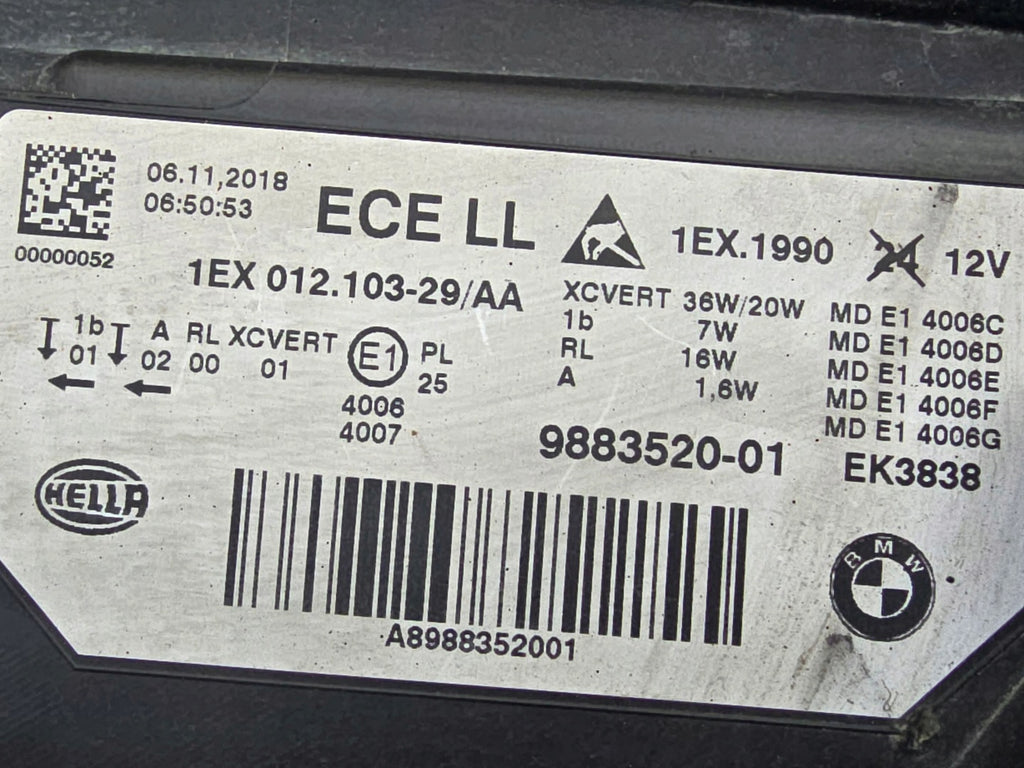 06.11,2018
06:50:53
00000052
ECE LL
1EX.1990
24 12V
1EX 012.103-29/AA
XCVERT 36W/20W
1b 7W
RL 16W
A 1,6W
MD E1 4006C
MD E1 4006D
MD E1 4006E
MD E1 4006F
MD E1 4006G
1b A RL XCVERT
01 02 00 01
E1
PL
25
4006
4007
9883520-01
EK3838
HELLA
BMW
A8988352001